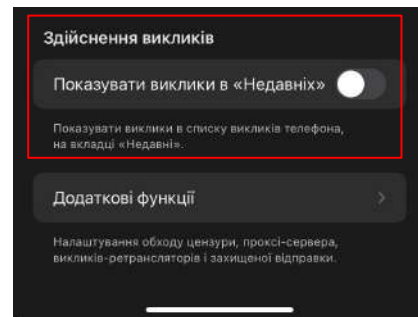 Здійснення викликів
Показувати виклики в «Недавніх»
Показувати виклики в списку викликів телефона,
на вкладці «Недавні».
Додаткові функції
Налаштування обходу цензури, проксі-сервера,
викликів-ретрансляторів і захищеної відправки.